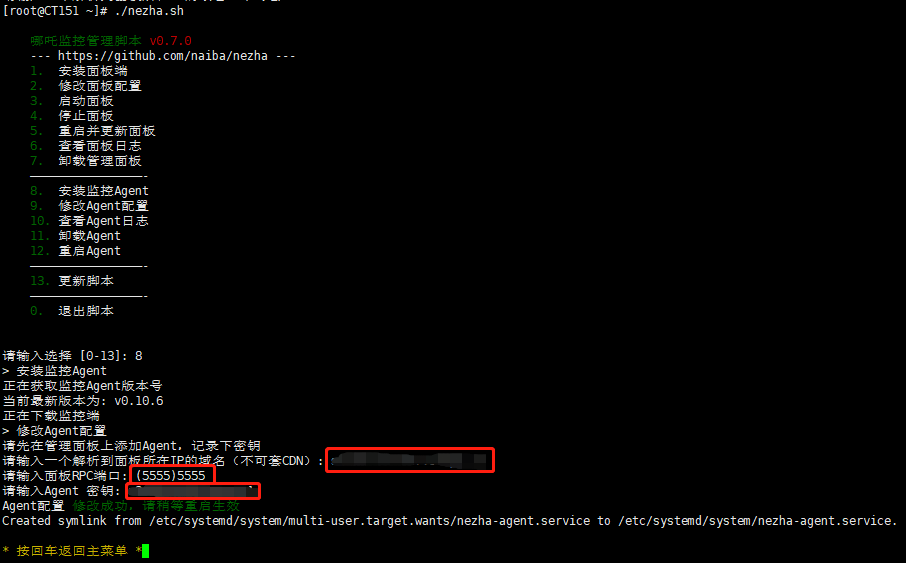 [root@CT151 ~]# ./nezha.sh
哪吒监控管理脚本 v0.7.0
--- https://github.com/naiba/nezha ---
1. 安装面板端
2. 修改面板配置
3. 启动面板
4. 停止面板
5. 重启并更新面板
6. 查看面板日志
7. 卸载管理面板
————————————————-
8. 安装监控Agent
9. 修改Agent配置
10. 查看Agent日志
11. 卸载Agent
12. 重启Agent
————————————————-
13. 更新脚本
————————————————-
0. 退出脚本
请输入选择 [0-13]: 8
> 安装监控Agent
正在获取监控Agent版本号
当前最新版本为: v0.10.6
正在下载监控端
> 修改Agent配置
请先在管理面板上添加Agent，记录下密钥
请输入一个解析到面板所在IP的域名（不可套CDN）:
请输入面板RPC端口: (5555)5555
请输入Agent 密钥:
Agent配置 修改成功，请稍等重启生效
Created symlink from /etc/systemd/system/multi-user.target.wants/nezha-agent.service to /etc/systemd/system/nezha-agent.service.
* 按回车返回主菜单 *